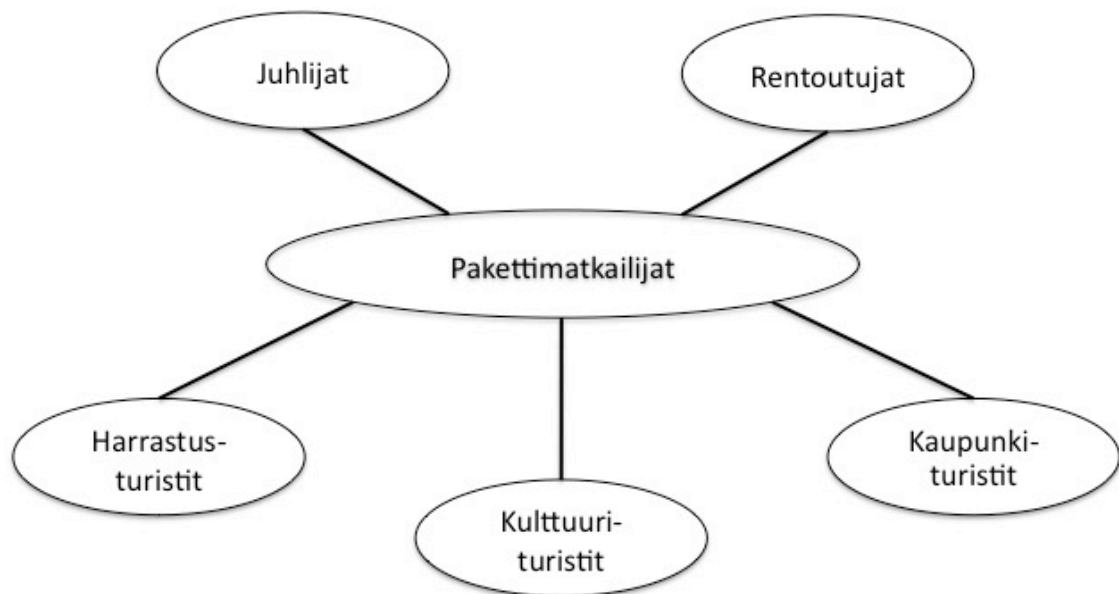 Juhlijat
Rentoutujat
Pakettimatkailijat
Harrastus-
turistit
Kulttuuri-
turistit
Kaupunki-
turistit